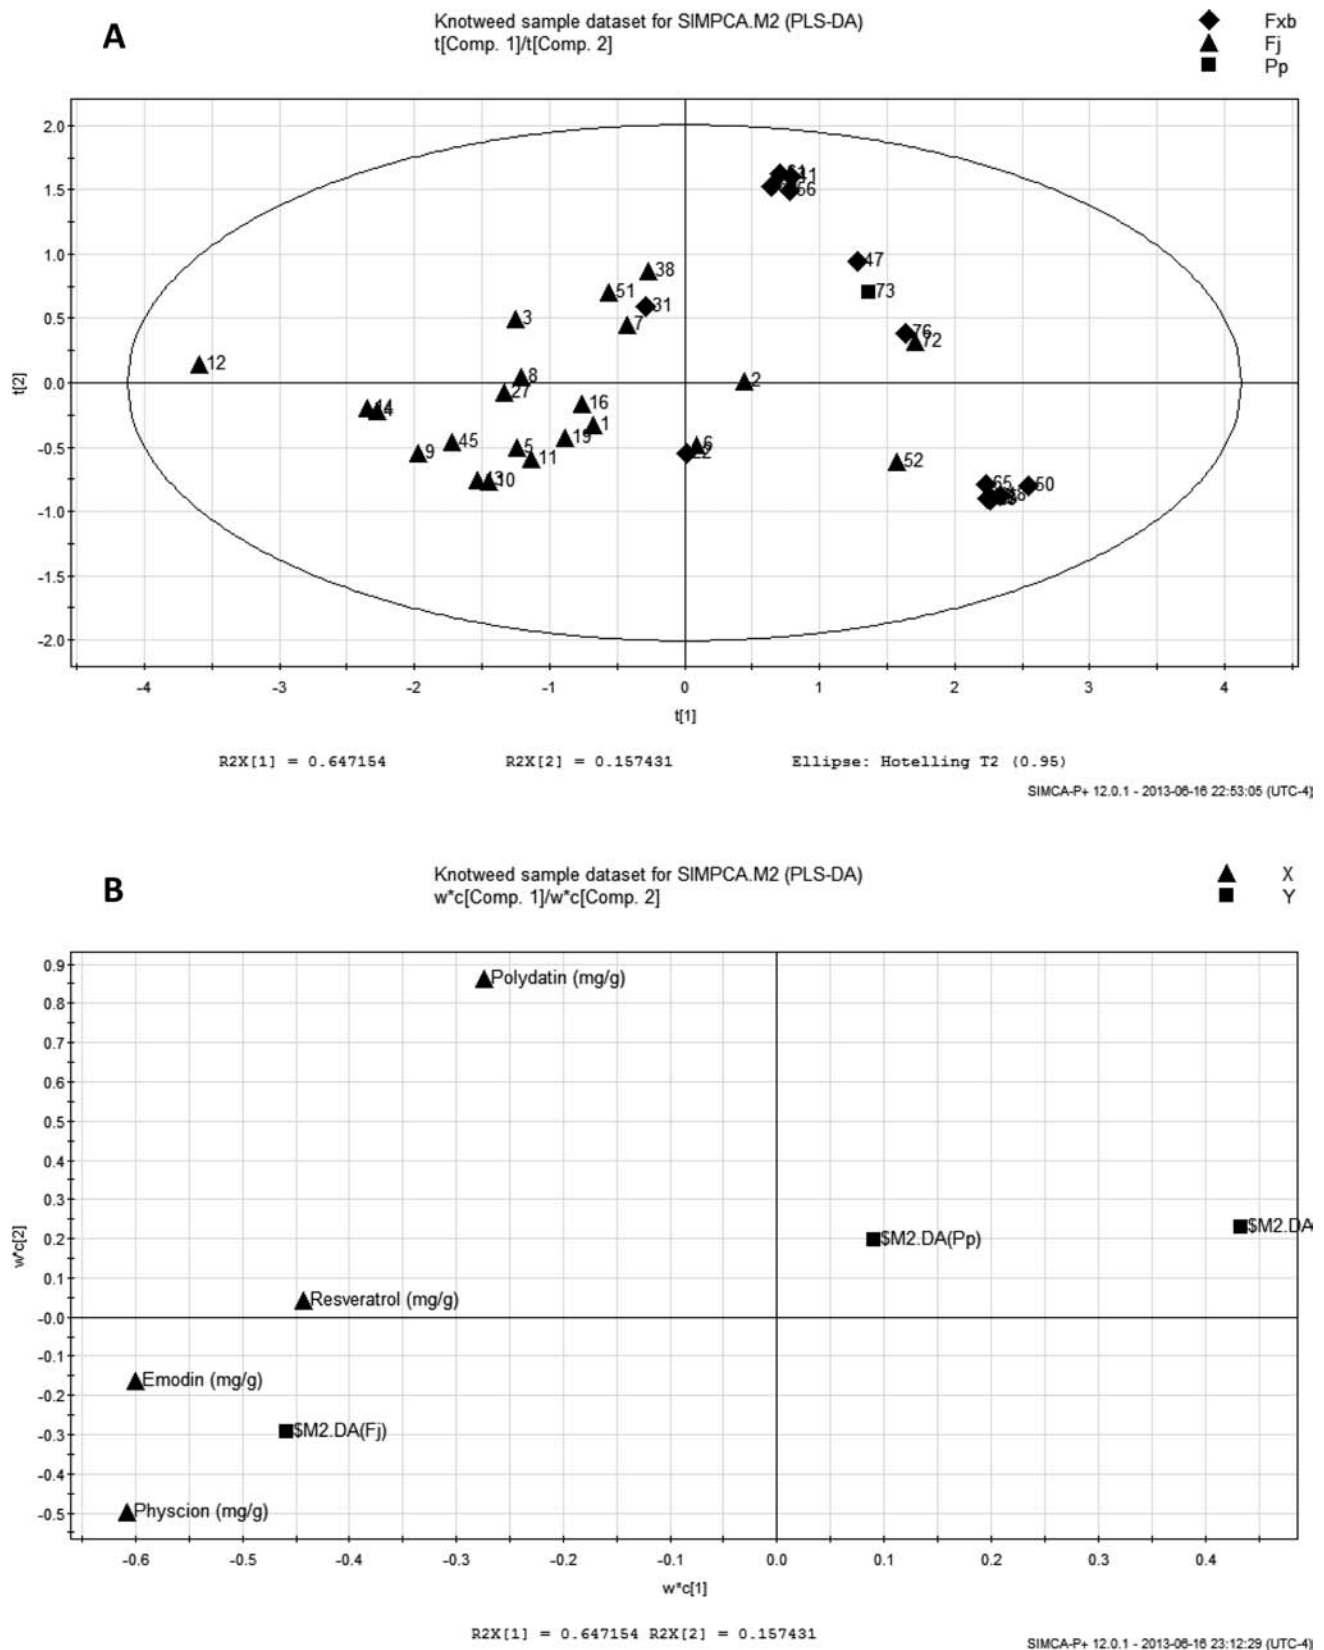 A
Knotweed sample dataset for SIMPCA.M2 (PLS-DA)
t[Comp. 1]/t[Comp. 2]
Fxb
Fj
Pp
2.0
1.5
1.0
0.5
0.0
-0.5
-1.0
-1.5
-2.0
t[2]
41
66
47
73
76
72
38
51
31
7
3
12
8
27
2
16
1
14
9
45
5
19
11
10
6
22
52
65
50
-4 -3 -2 -1 0 1 2 3 4
t[1]
R2X[1] = 0.647154 R2X[2] = 0.157431 Ellipse: Hotelling T2 (0.95)
SIMCA-P+ 12.0.1 - 2013-06-16 22:53:05 (UTC-4)
B
Knotweed sample dataset for SIMPCA.M2 (PLS-DA)
w*c[Comp. 1]/w*c[Comp. 2]
X
Y
0.9
0.8
0.7
0.6
0.5
0.4
0.3
0.2
0.1
-0.0
-0.1
-0.2
-0.3
-0.4
-0.5
w*c[2]
Polydatin (mg/g)
$M2.DA
$M2.DA(Pp)
Resveratrol (mg/g)
Emodin (mg/g)
$M2.DA(Fj)
Physcion (mg/g)
-0.6 -0.5 -0.4 -0.3 -0.2 -0.1 0.0 0.1 0.2 0.3 0.4
w*c[1]
R2X[1] = 0.647154 R2X[2] = 0.157431
SIMCA-P+ 12.0.1 - 2013-06-16 23:12:29 (UTC-4)